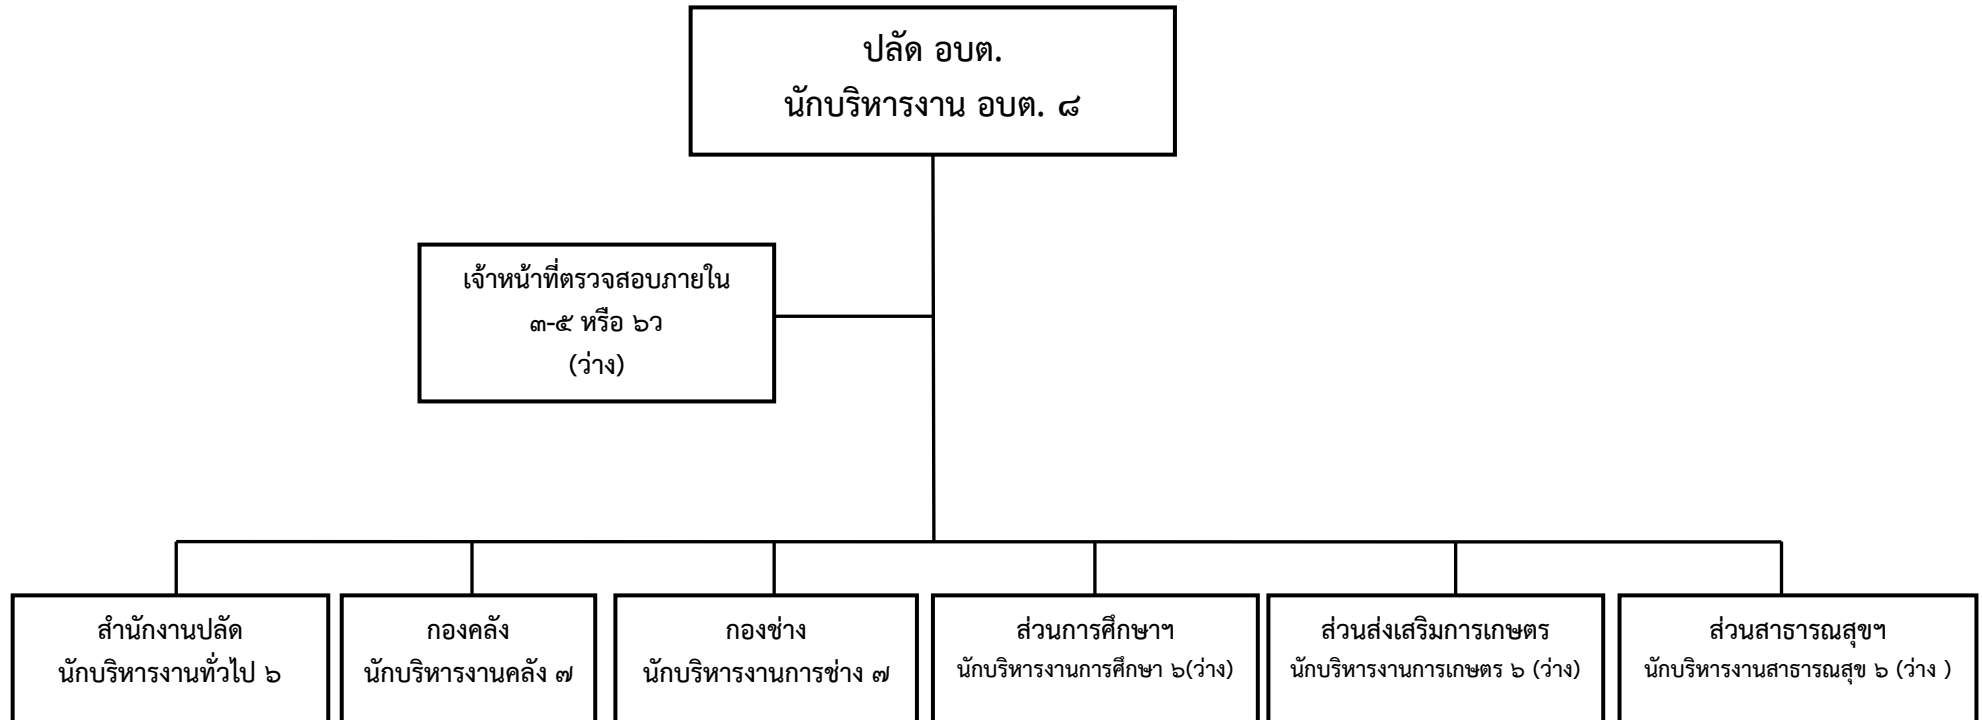 ปลัด อบต.
นักบริหารงาน อบต. ๘
เจ้าหน้าที่ตรวจสอบภายใน
๓-๕ หรือ ๖ว
(ว่าง)
สำนักงานปลัด
นักบริหารงานทั่วไป ๖
กองคลัง
นักบริหารงานคลัง ๗
กองช่าง
นักบริหารงานการช่าง ๗
ส่วนการศึกษาฯ
นักบริหารงานการศึกษา ๖(ว่าง)
ส่วนส่งเสริมการเกษตร
นักบริหารงานการเกษตร ๖ (ว่าง)
ส่วนสาธารณสุขฯ
นักบริหารงานสาธารณสุข ๖ (ว่าง )